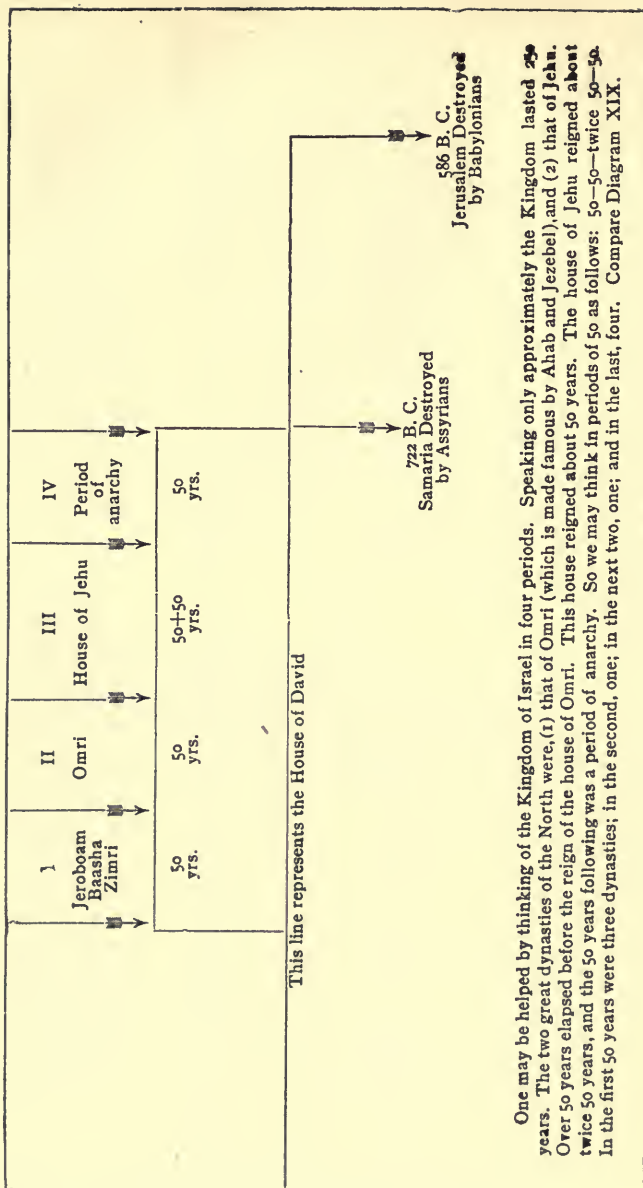 I
Jeroboam
Baasha
Zimri
II
Omri
III
House of Jehu
IV
Period
of
anarchy
50
yrs.
50
yrs.
50+50
yrs.
50
yrs.
This line represents the House of David
722 B. C.
Samaria Destroyed
by Assyrians
586 B. C.
Jerusalem Destroyed
by Babylonians
One may be helped by thinking of the Kingdom of Israel in four periods. Speaking only approximately the Kingdom lasted 250
years. The two great dynasties of the North were,(1) that of Omri (which is made famous by Ahab and Jezebel),and (2) that of Jehu.
Over 50 years elapsed before the reign of the house of Omri. This house reigned about 50 years. The house of Jehu reigned about
twice 50 years, and the 50 years following was a period of anarchy. So we may think in periods of 50 as follows: 50—50—twice 50—50.
In the first 50 years were three dynasties; in the second, one; in the next two, one; and in the last, four. Compare Diagram XIX.